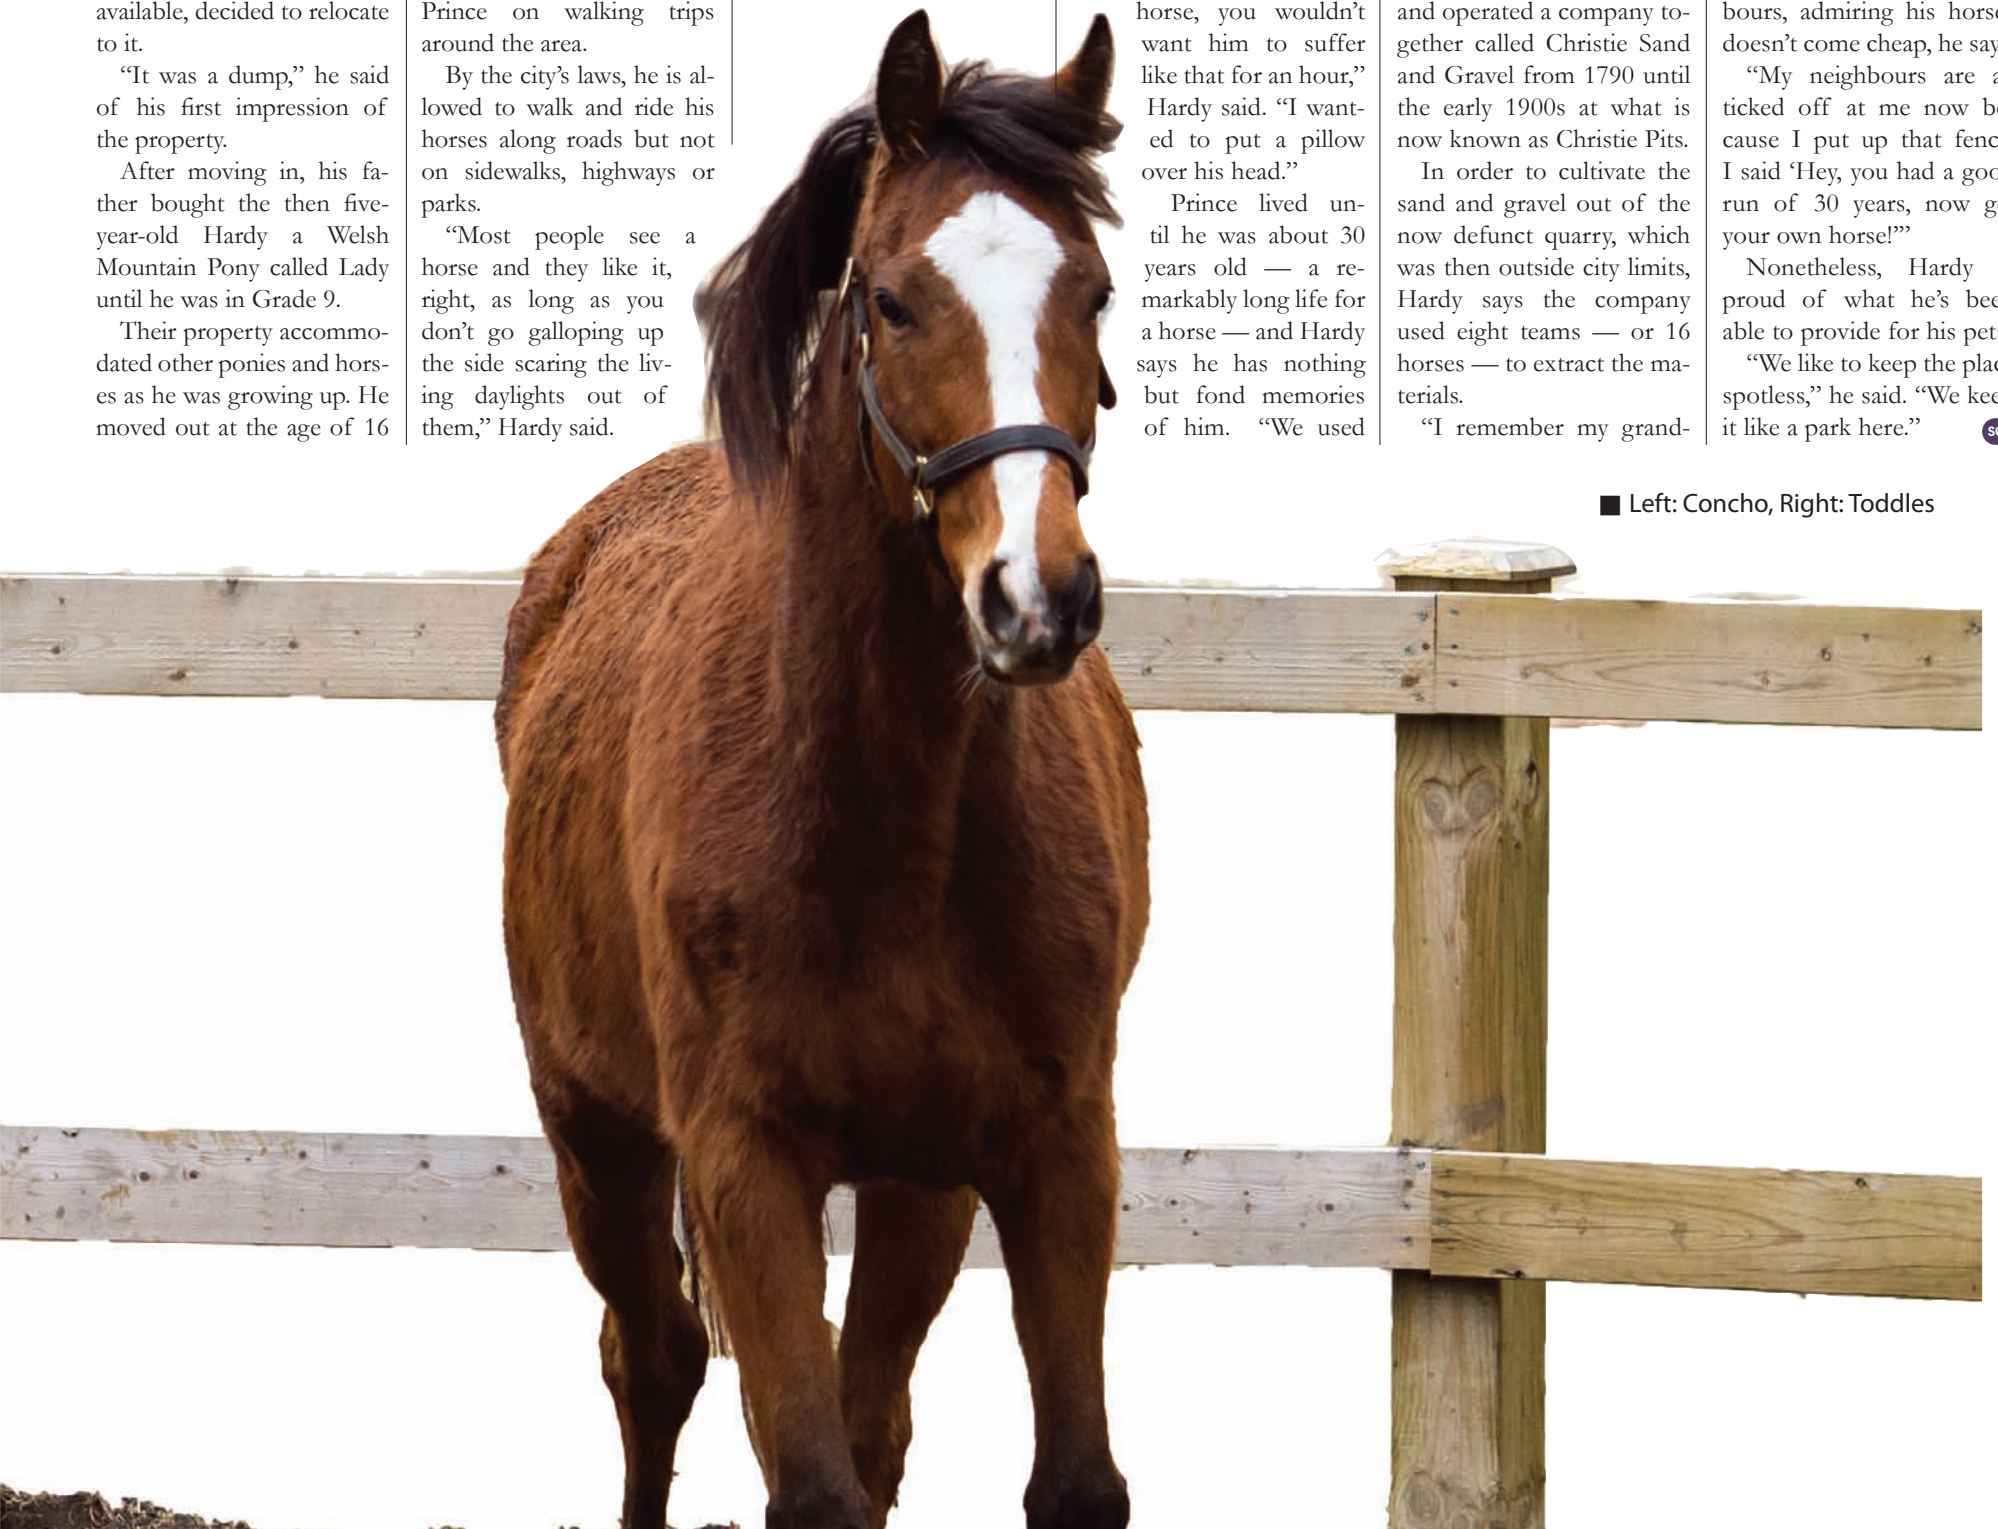 available, decided to relocate
to it.
“It was a dump,” he said
of his first impression of
the property.
After moving in, his fa-
ther bought the then five-
year-old Hardy a Welsh
Mountain Pony called Lady
until he was in Grade 9.
Their property accommo-
dated other ponies and hors-
es as he was growing up. He
moved out at the age of 16
Prince on walking trips
around the area.
By the city’s laws, he is al-
lowed to walk and ride his
horses along roads but not
on sidewalks, highways or
parks.
“Most people see a
horse and they like it,
right, as long as you
don’t go galloping up
the side scaring the liv-
ing daylights out of
them,” Hardy said.
horse, you wouldn’t
want him to suffer
like that for an hour,”
Hardy said. “I want-
ed to put a pillow
over his head.”
Prince lived un-
til he was about 30
years old — a re-
markably long life for
a horse — and Hardy
says he has nothing
but fond memories
of him. “We used
and operated a company to-
gether called Christie Sand
and Gravel from 1790 until
the early 1900s at what is
now known as Christie Pits.
In order to cultivate the
sand and gravel out of the
now defunct quarry, which
was then outside city limits,
Hardy says the company
used eight teams — or 16
horses — to extract the ma-
terials.
“I remember my grand-
bours, admiring his
doesn’t come cheap, he
“My neighbours are
ticked off at me now
cause I put up that
I said ‘Hey, you had a
run of 30 years, now
your own horse!’”
Nonetheless, Hardy
proud of what he’s
able to provide for his
“We like to keep the
spotless,” he said. “We
it like a park here.”
Left: Concho, Right: Toddles